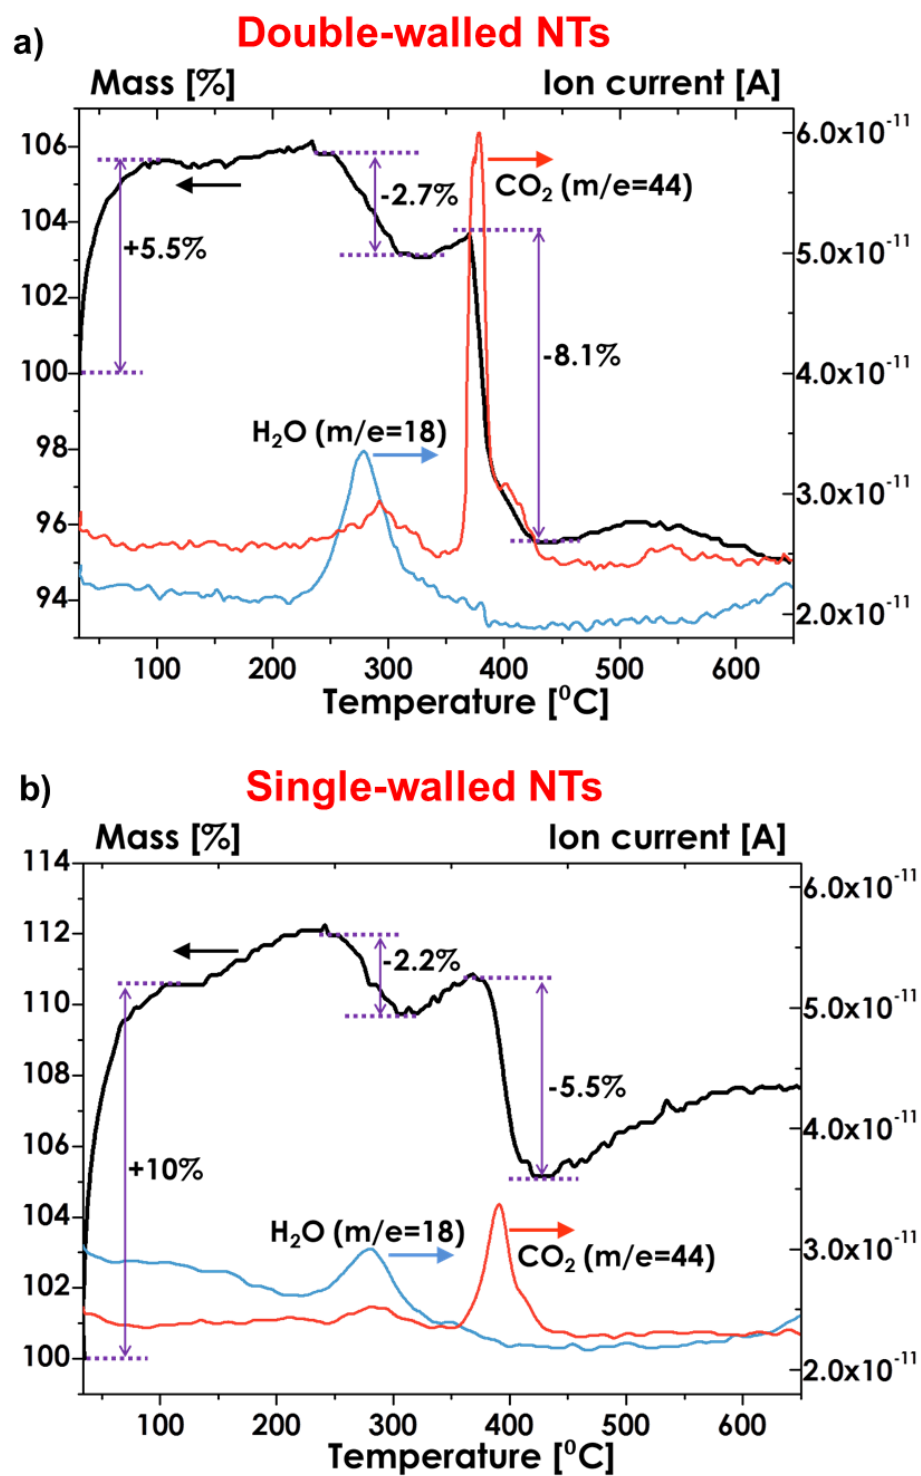 a)
Double-walled NTs
Mass [%]
Ion current [A]
106
104
102
100
98
96
94
6.0x10⁻¹¹
5.0x10⁻¹¹
4.0x10⁻¹¹
3.0x10⁻¹¹
2.0x10⁻¹¹
+5.5%
-2.7%
CO₂ (m/e=44)
-8.1%
H₂O (m/e=18)
100 200 300 400 500 600
Temperature [⁰C]
b)
Single-walled NTs
Mass [%]
Ion current [A]
114
112
110
108
106
104
102
100
6.0x10⁻¹¹
5.0x10⁻¹¹
4.0x10⁻¹¹
3.0x10⁻¹¹
2.0x10⁻¹¹
-2.2%
-5.5%
+10%
H₂O (m/e=18)
CO₂ (m/e=44)
100 200 300 400 500 600
Temperature [⁰C]